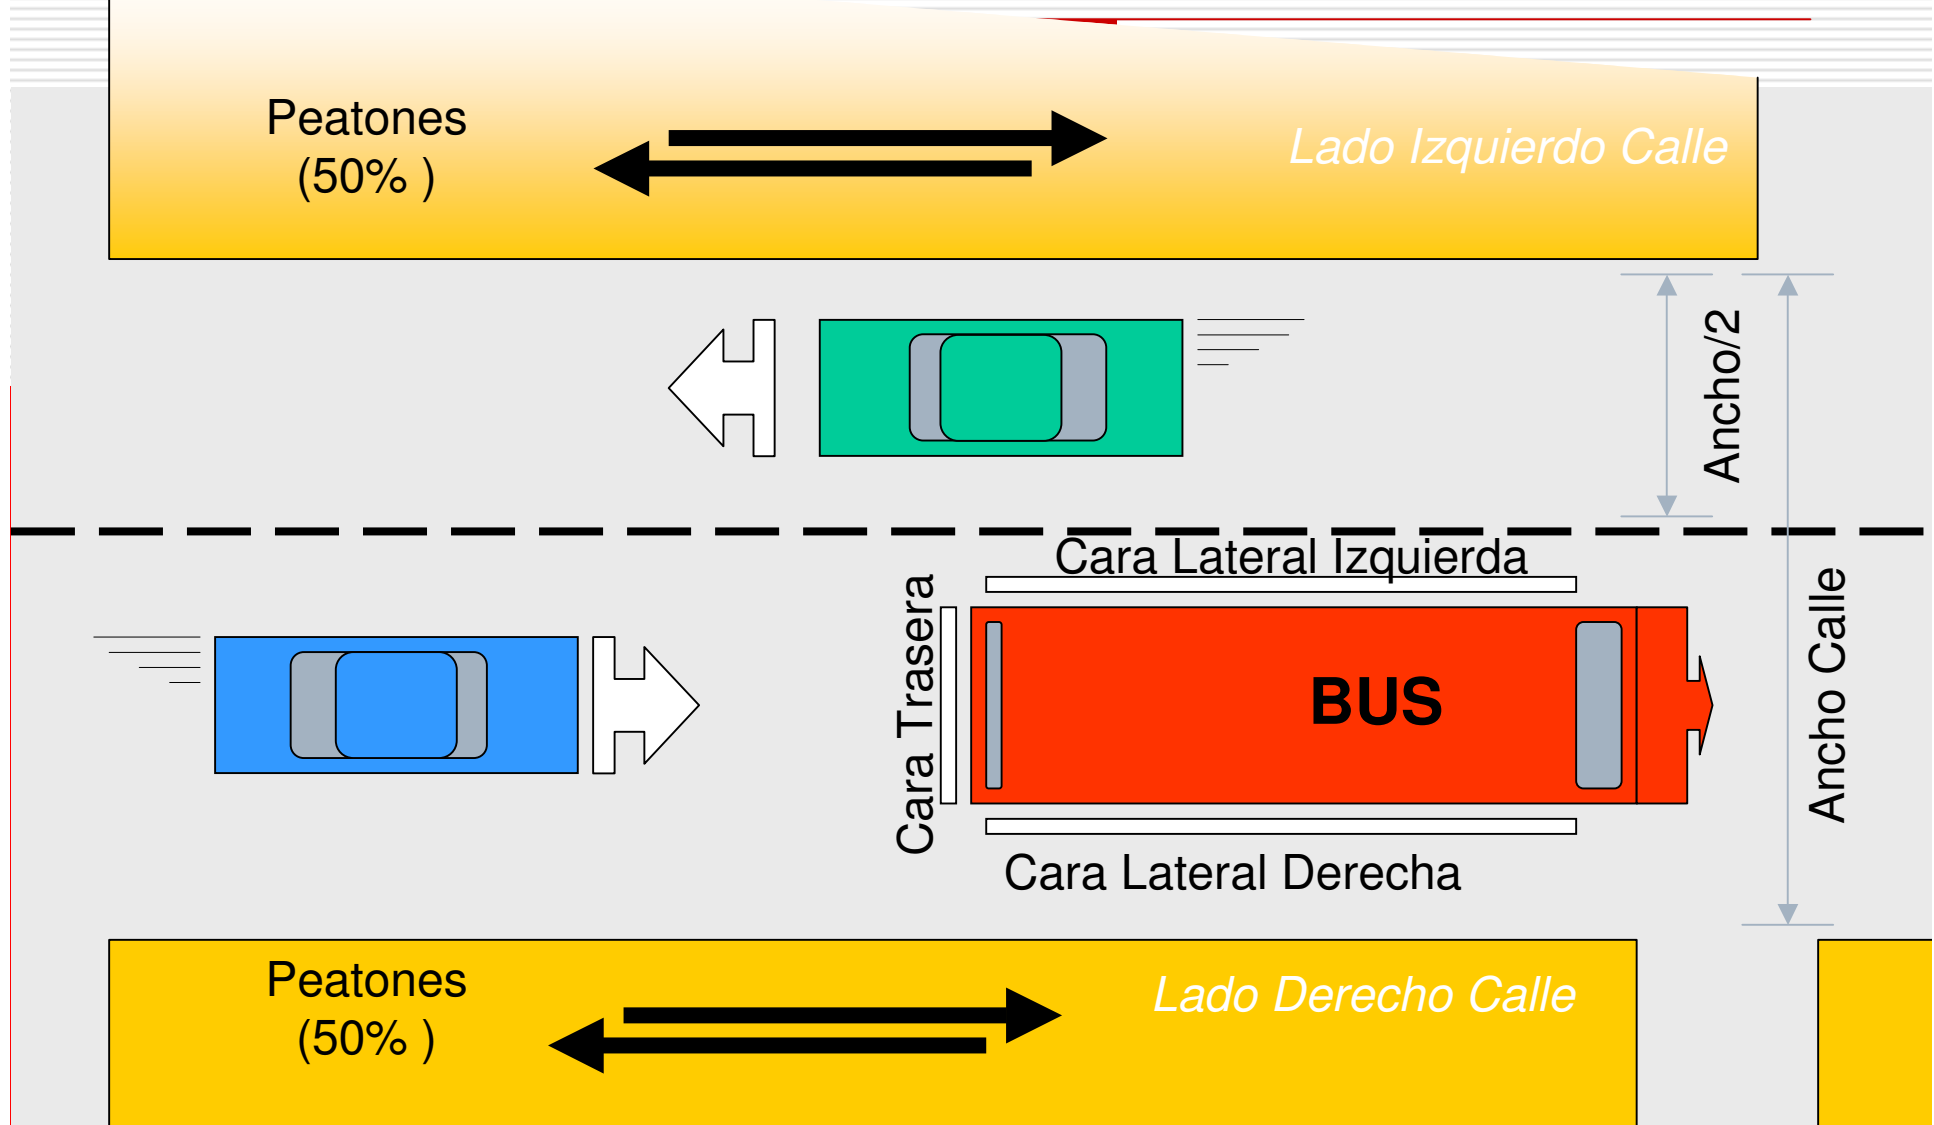 Peatones
(50% )
Lado Izquierdo Calle
Ancho/2
Cara Lateral Izquierda
Cara Trasera
BUS
Ancho Calle
Cara Lateral Derecha
Peatones
(50% )
Lado Derecho Calle